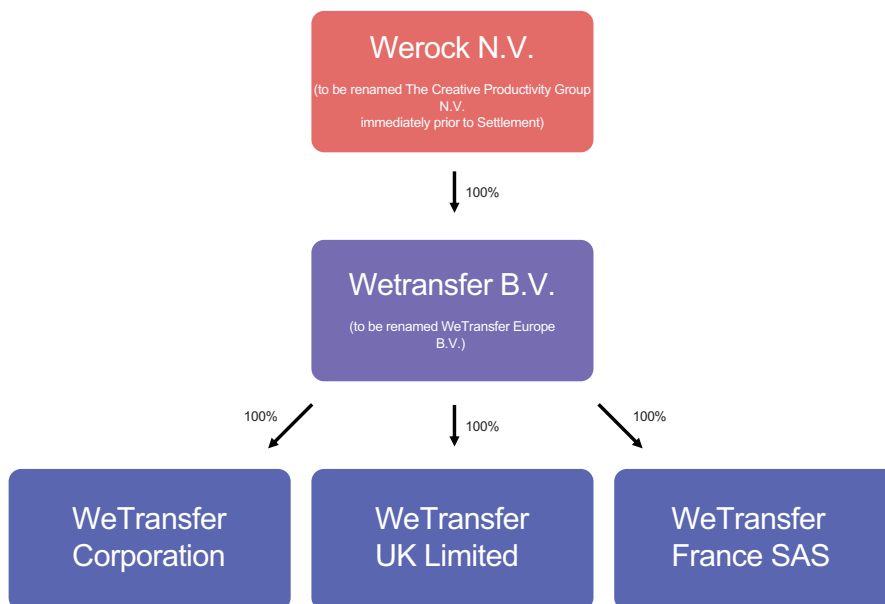 Werock N.V.
(to be renamed The Creative Productivity Group
N.V.
immediately prior to Settlement)
100%
Wetransfer B.V.
(to be renamed WeTransfer Europe
B.V.)
100%
100%
100%
WeTransfer
Corporation
WeTransfer
UK Limited
WeTransfer
France SAS